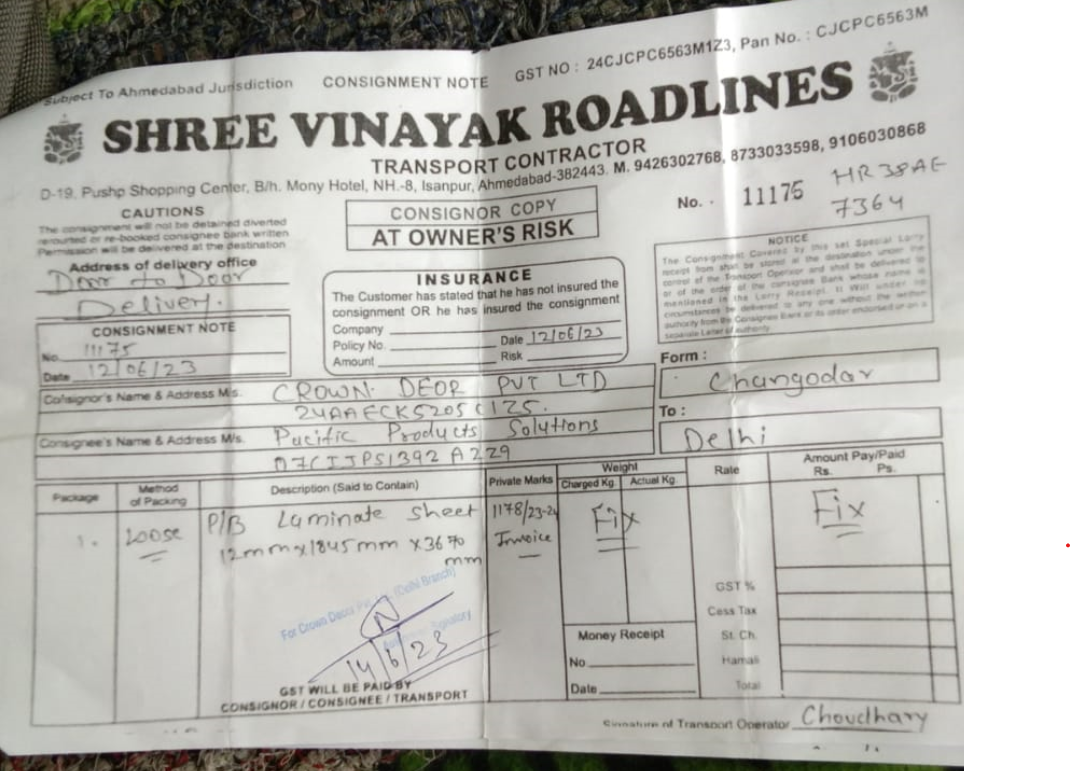 Subject To Ahmedabad Jurisdiction CONSIGNMENT NOTE GST NO : 24CJCPC6563M1Z3, Pan No. : CJCPC6563M
SHREE VINAYAK ROADLINES
TRANSPORT CONTRACTOR
D-19, Pushp Shopping Center, B/h. Mony Hotel, NH.-8, Isanpur, Ahmedabad-382443. M. 9426302768, 8733033598, 9106030868
CAUTIONS
The consignment will not be detained diverted
rerouted or re-booked consignee bank written
Permission will be delivered at the destination
Address of delivery office
Door to Door
Delivery.
CONSIGNOR COPY
AT OWNER'S RISK
No. 11175 HR38AE
7364
NOTICE
The Consignment Covered by this set Special Lorry
receipt from shall be stored at the destination under the
control of the Transport Operator and shall be delivered to
or of the order of the consignee Bank whose name is
mentioned in the Lorry Receipt. It Will under no
circumstances be delivered to any one without the written
authority from the Consignee Bank or its order endorsed
separate Letter of authority.
INSURANCE
The Customer has stated that he has not insured the
consignment OR he has insured the consignment
Company
Policy No. Date 12/06/23
Amount Risk
CONSIGNMENT NOTE
No. 11175
Date 12/06/23
Form :
Changodar
To :
Delhi
Consignor's Name & Address M/s. CROWN DEOR PVT LTD
24AAECK5205C1Z5.
Consignee's Name & Address M/s. Pacific Products Solutions
07CIJPS1392A2Z9
Package Method of Packing Description (Said to Contain) Private Marks Weight Rate Amount Pay/Paid
Charged Kg. Actual Kg. Rs. Ps.
1. Loose P/B Laminate Sheet 1178/23-24 Fix Fix
12mm x 1845mm x 3670 Invoice
mm
For Crown Decor (Delhi Branch)
Signatory
14/6/23
GST %
Cess Tax
St. Ch.
Hamali
Total
Money Receipt
No.
Date
GST WILL BE PAID BY
CONSIGNOR / CONSIGNEE / TRANSPORT
Signature of Transport Operator Choudhary